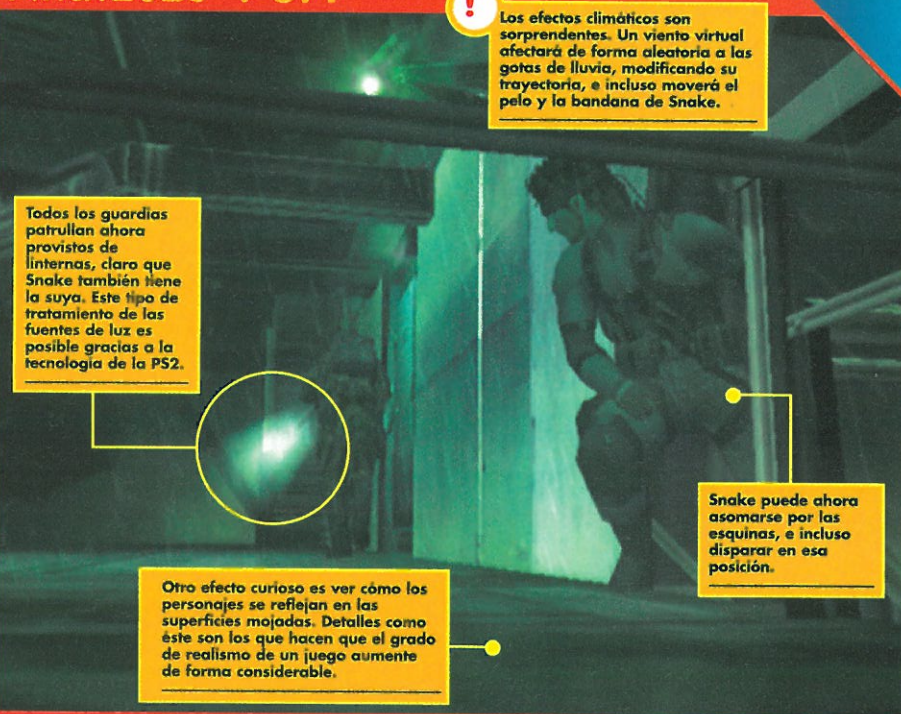 !
Los efectos climáticos son
sorprendentes. Un viento virtual
afectará de forma aleatoria a las
gotas de lluvia, modificando su
trayectoria, e incluso moverá el
pelo y la bandana de Snake.
Todos los guardias
patrullan ahora
provistos de
linternas, claro que
Snake también tiene
la suya. Este tipo de
tratamiento de las
fuentes de luz es
posible gracias a la
tecnología de la PS2.
Snake puede ahora
asomarse por las
esquinas, e incluso
disparar en esa
posición.
Otro efecto curioso es ver cómo los
personajes se reflejan en las
superficies mojadas. Detalles como
éste son los que hacen que el grado
de realismo de un juego aumente
de forma considerable.